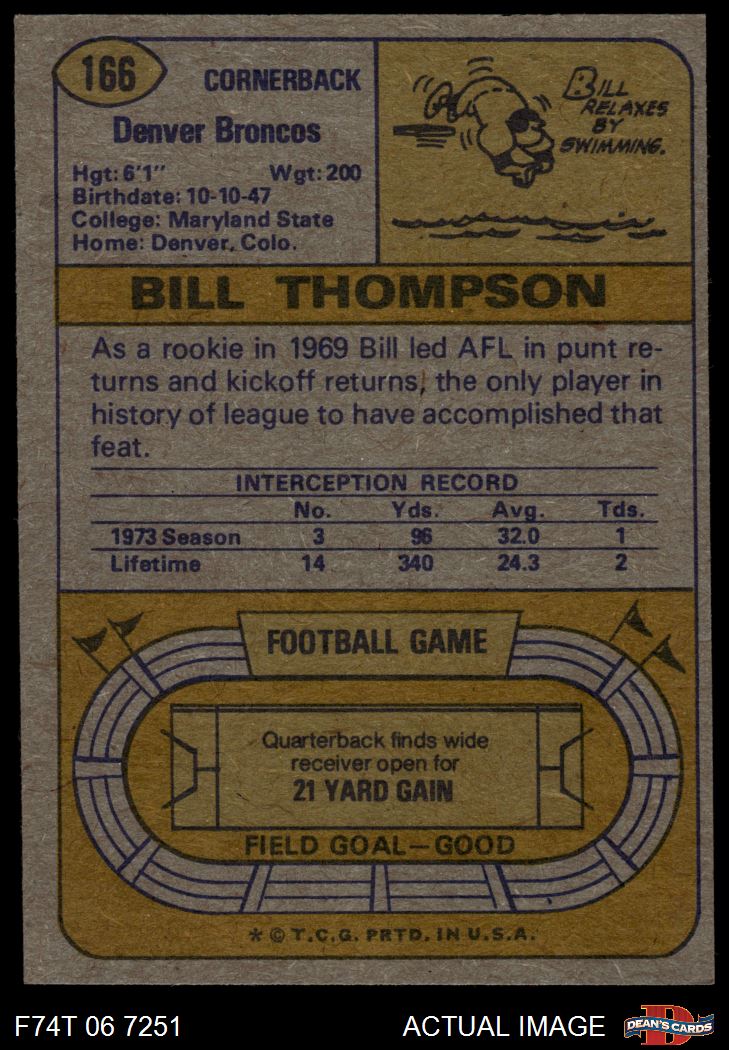 166
CORNERBACK
Denver Broncos
Hgt: 6'1" Wgt: 200
Birthdate: 10-10-47
College: Maryland State
Home: Denver, Colo.
BILL
RELAXES
BY
SWIMMING.
BILL THOMPSON
As a rookie in 1969 Bill led AFL in punt re-
turns and kickoff returns, the only player in
history of league to have accomplished that
feat.
INTERCEPTION RECORD
No. Yds. Avg. Tds.
1973 Season 3 96 32.0 1
Lifetime 14 340 24.3 2
FOOTBALL GAME
Quarterback finds wide
receiver open for
21 YARD GAIN
FIELD GOAL—GOOD
* © T.C.G. PRTD. IN U.S.A.
F74T 06 7251 ACTUAL IMAGE DEAN'S CARDS